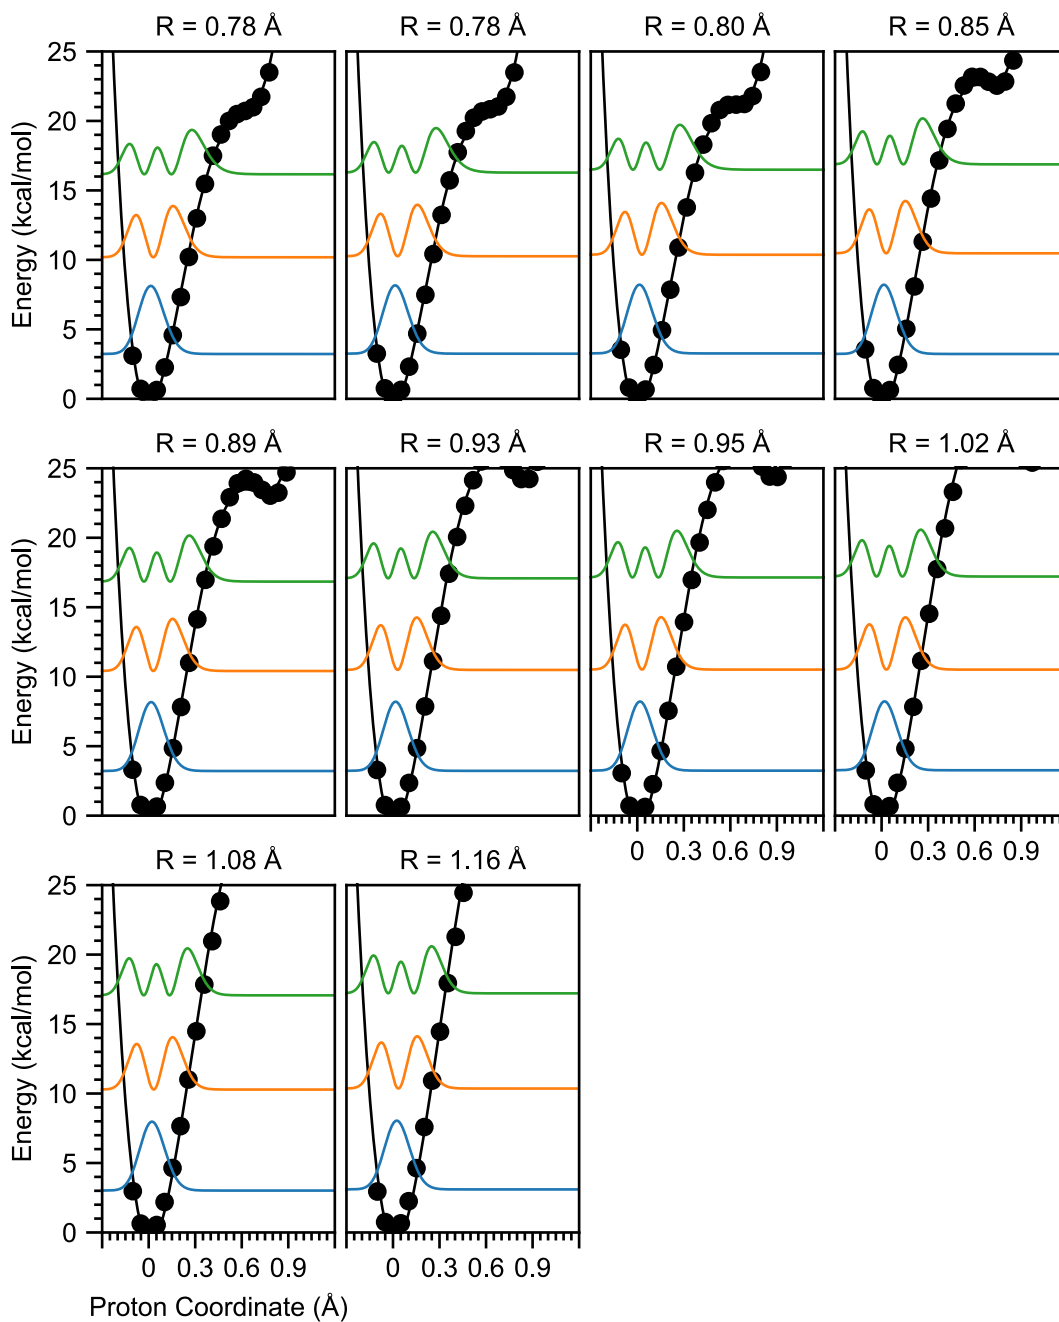 R = 0.78 Å R = 0.78 Å R = 0.80 Å R = 0.85 Å
25
20
15
10
5
0
Energy (kcal/mol)
R = 0.89 Å R = 0.93 Å R = 0.95 Å R = 1.02 Å
25
20
15
10
5
0
Energy (kcal/mol)
0 0.3 0.6 0.9 0 0.3 0.6 0.9
R = 1.08 Å R = 1.16 Å
25
20
15
10
5
0
Energy (kcal/mol)
0 0.3 0.6 0.9 0 0.3 0.6 0.9
Proton Coordinate (Å)